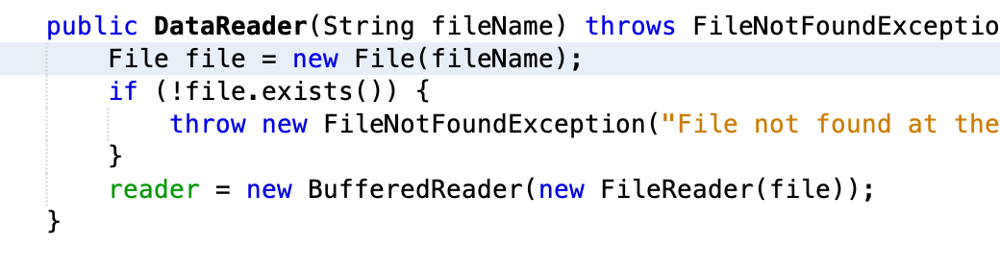 public DataReader(String fileName) throws FileNotFoundExceptio
File file = new File(fileName);
if (!file.exists()) {
throw new FileNotFoundException("File not found at the
}
reader = new BufferedReader(new FileReader(file));
}